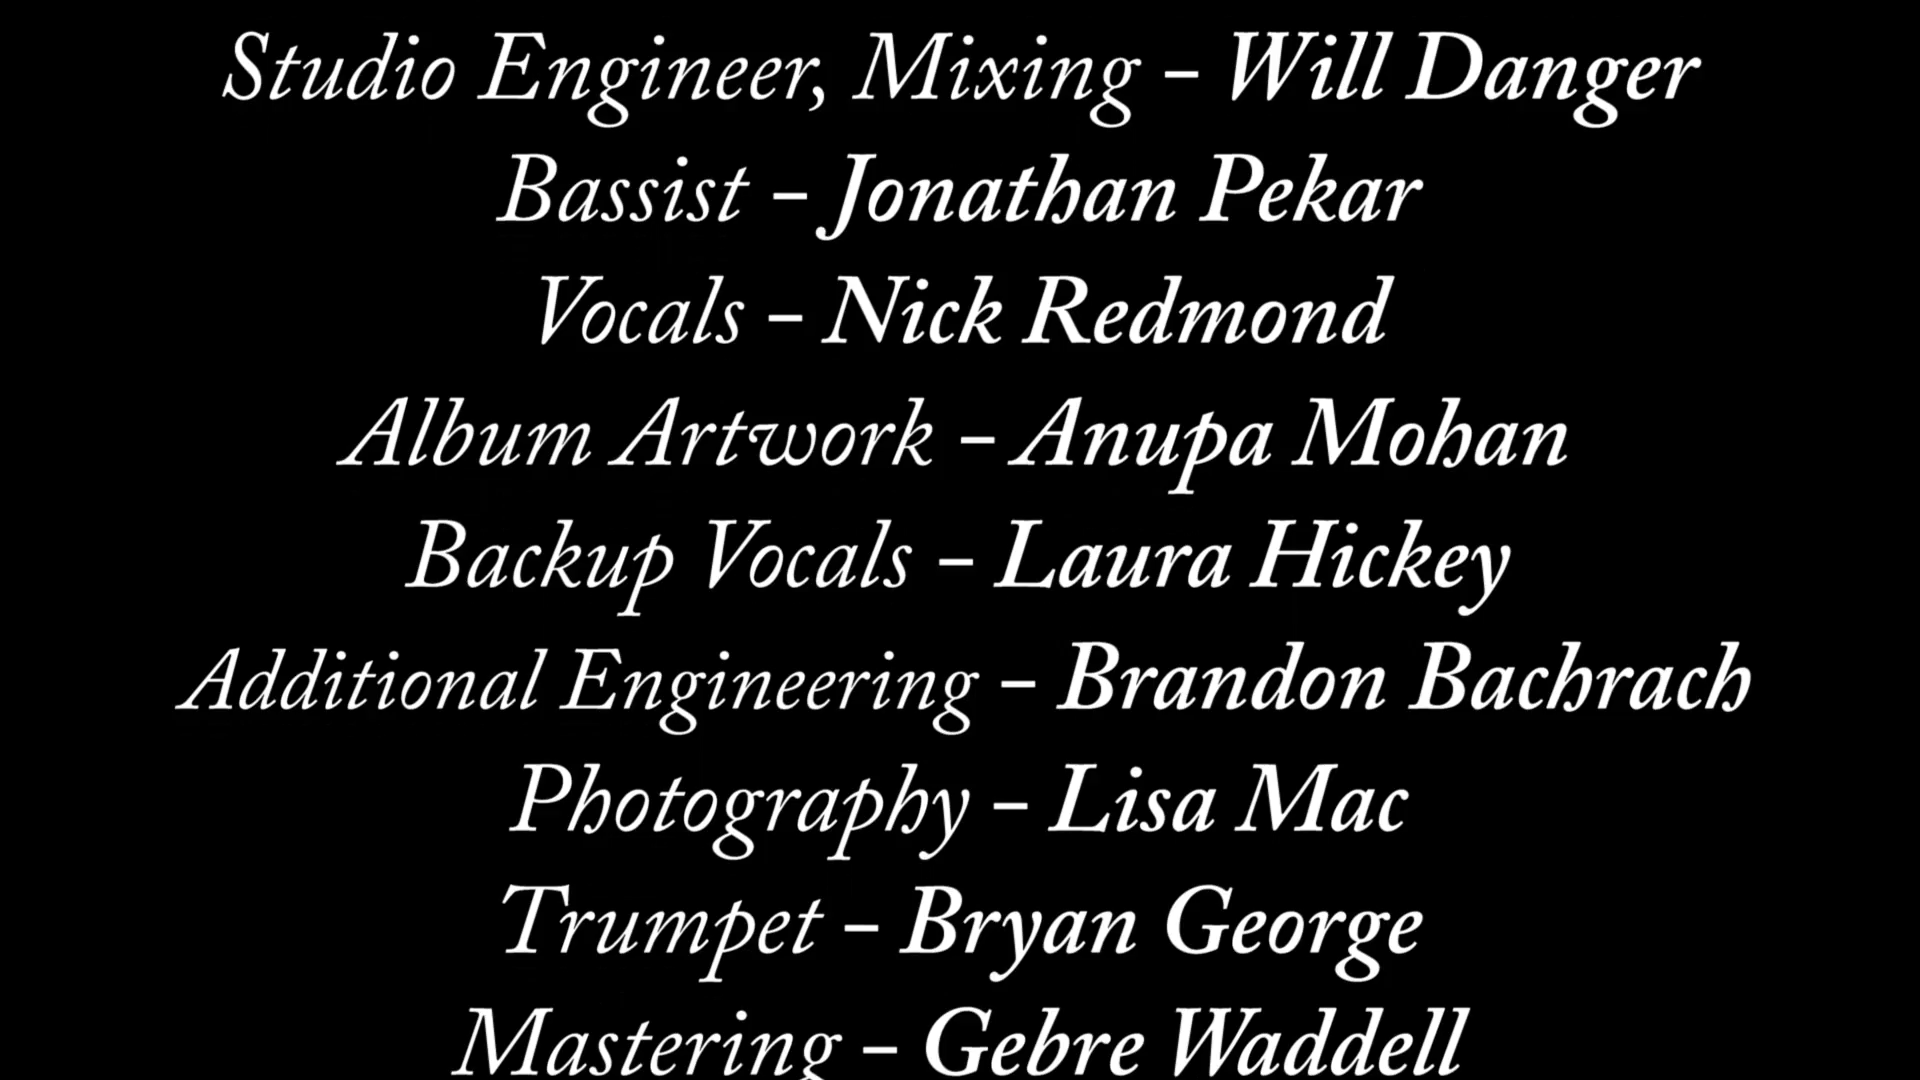 Studio Engineer, Mixing – Will Danger
Bassist – Jonathan Pekar
Vocals – Nick Redmond
Album Artwork – Anupa Mohan
Backup Vocals – Laura Hickey
Additional Engineering – Brandon Bachrach
Photography – Lisa Mac
Trumpet – Bryan George
Mastering – Gebre Waddell